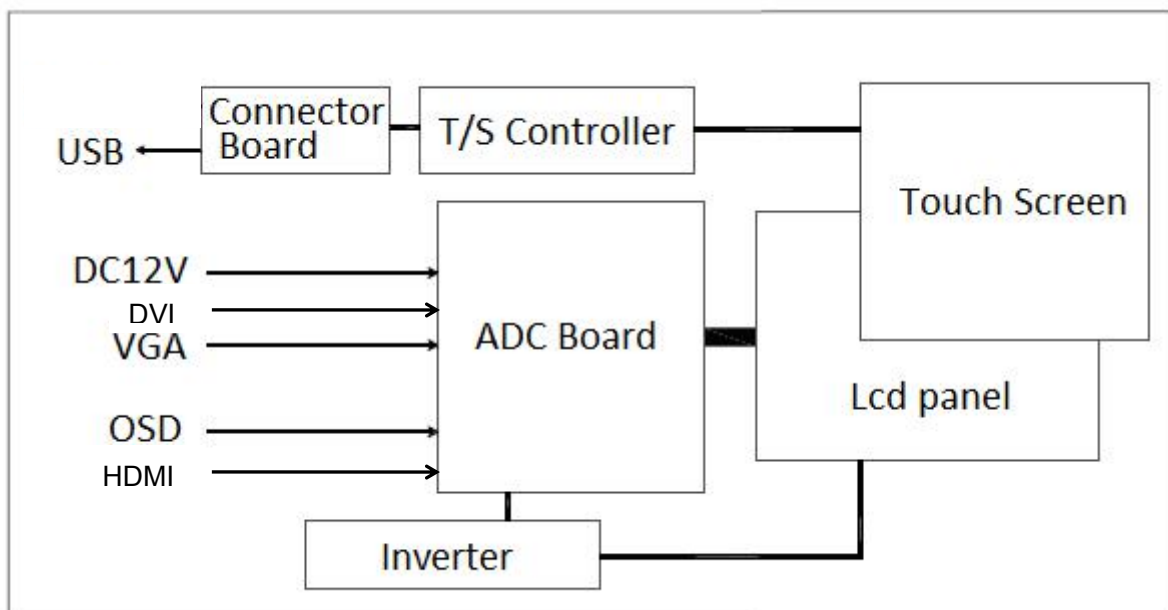 Connector
Board
T/S Controller
USB
Touch Screen
DC12V
DVI
VGA
ADC Board
Lcd panel
OSD
HDMI
Inverter